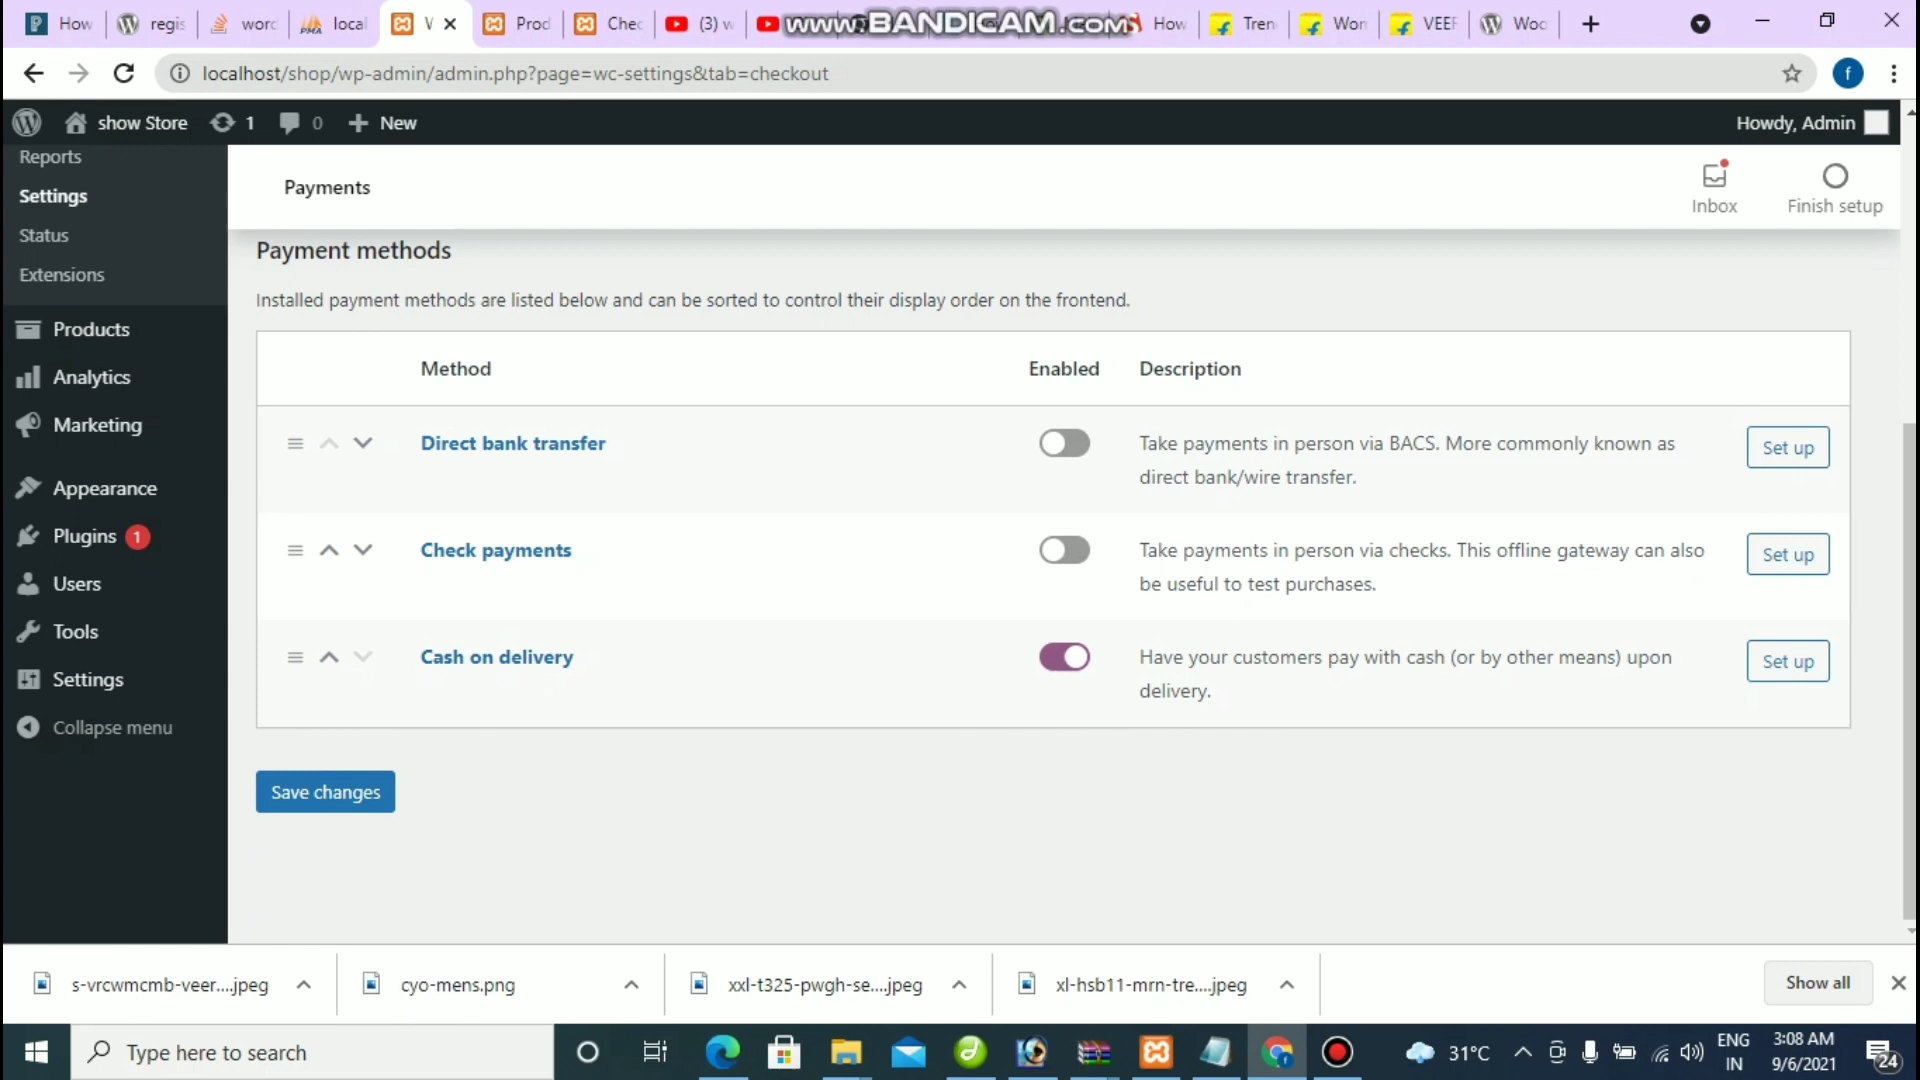 How
regis
word
PMA
local
W
Prod
Chec
(3) w
www.BANDICAM.com
How
Tren
Won
VEEF
Woo
localhost/shop/wp-admin/admin.php?page=wc-settings&tab=checkout
f
show Store
1
0
New
Howdy, Admin
Reports
Settings
Status
Extensions
Products
Analytics
Marketing
Appearance
Plugins 1
Users
Tools
Settings
Collapse menu
Payments
Inbox
Finish setup
Payment methods
Installed payment methods are listed below and can be sorted to control their display order on the frontend.
Method Enabled Description
Direct bank transfer
Take payments in person via BACS. More commonly known as
direct bank/wire transfer.
Set up
Check payments
Take payments in person via checks. This offline gateway can also
be useful to test purchases.
Set up
Cash on delivery
Have your customers pay with cash (or by other means) upon
delivery.
Set up
Save changes
s-vrcwmcmb-veer....jpeg
cyo-mens.png
xxl-t325-pwgh-se....jpeg
xl-hsb11-mrn-tre....jpeg
Show all
Type here to search
31°C
ENG
IN
3:08 AM
9/6/2021
24